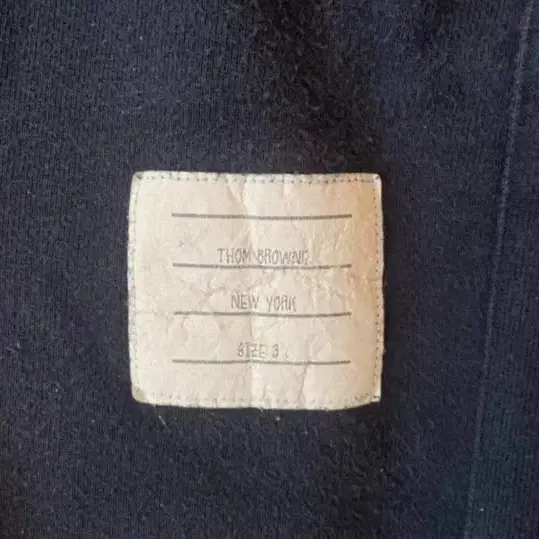 THOM BROWNE.
NEW YORK
SIZE 3